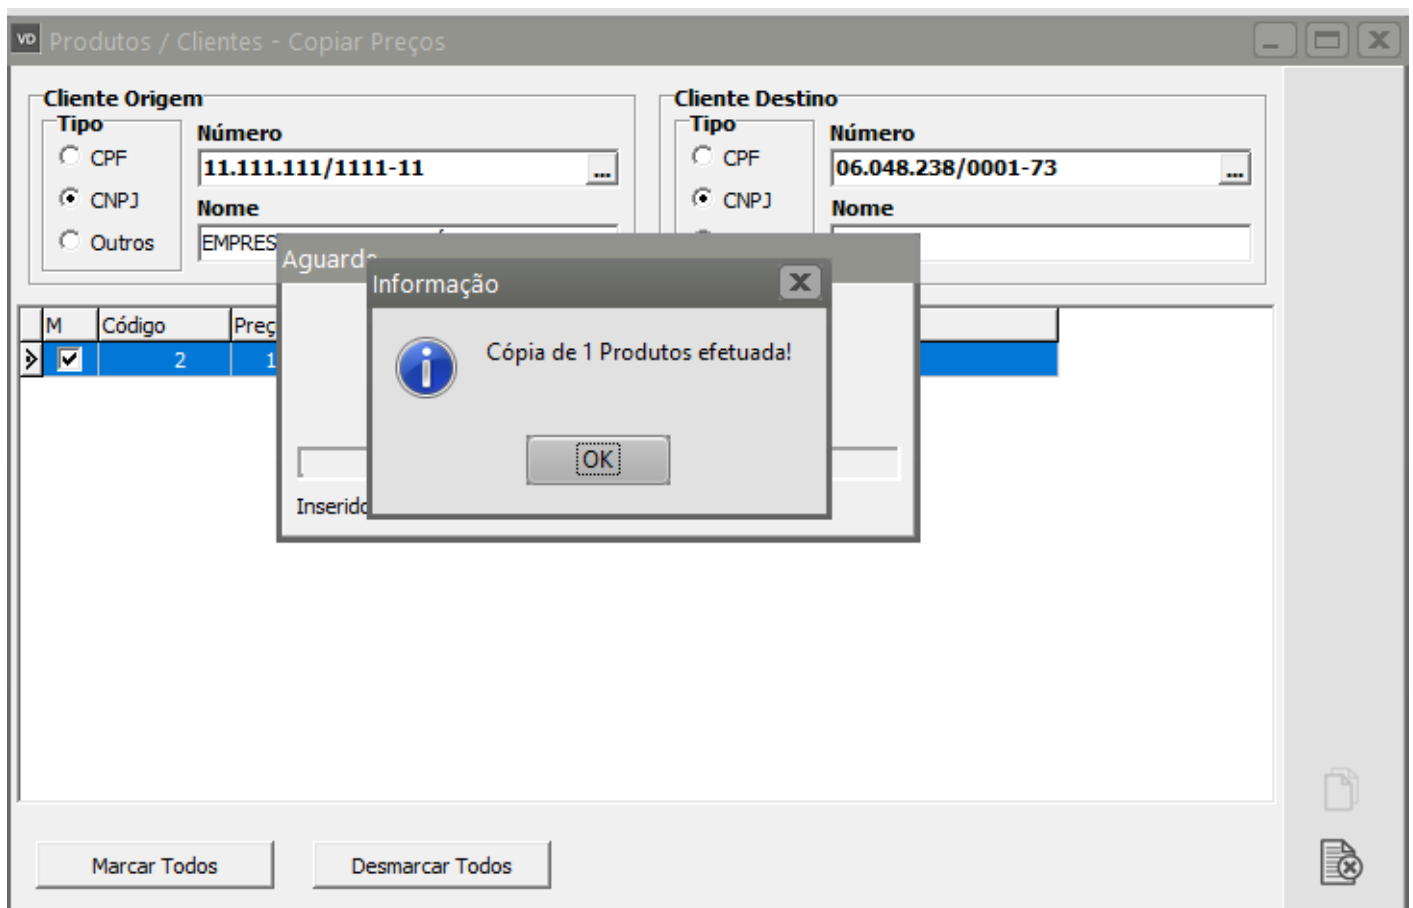 VD Produtos / Clientes - Copiar Preços
Cliente Origem
Tipo
CPF
CNPJ
Outros
Número
11.111.111/1111-11 ...
Nome
Cliente Destino
Tipo
CPF
CNPJ
Número
06.048.238/0001-73 ...
Nome
M Código
2
Informação
Cópia de 1 Produtos efetuada!
OK
Marcar Todos Desmarcar Todos